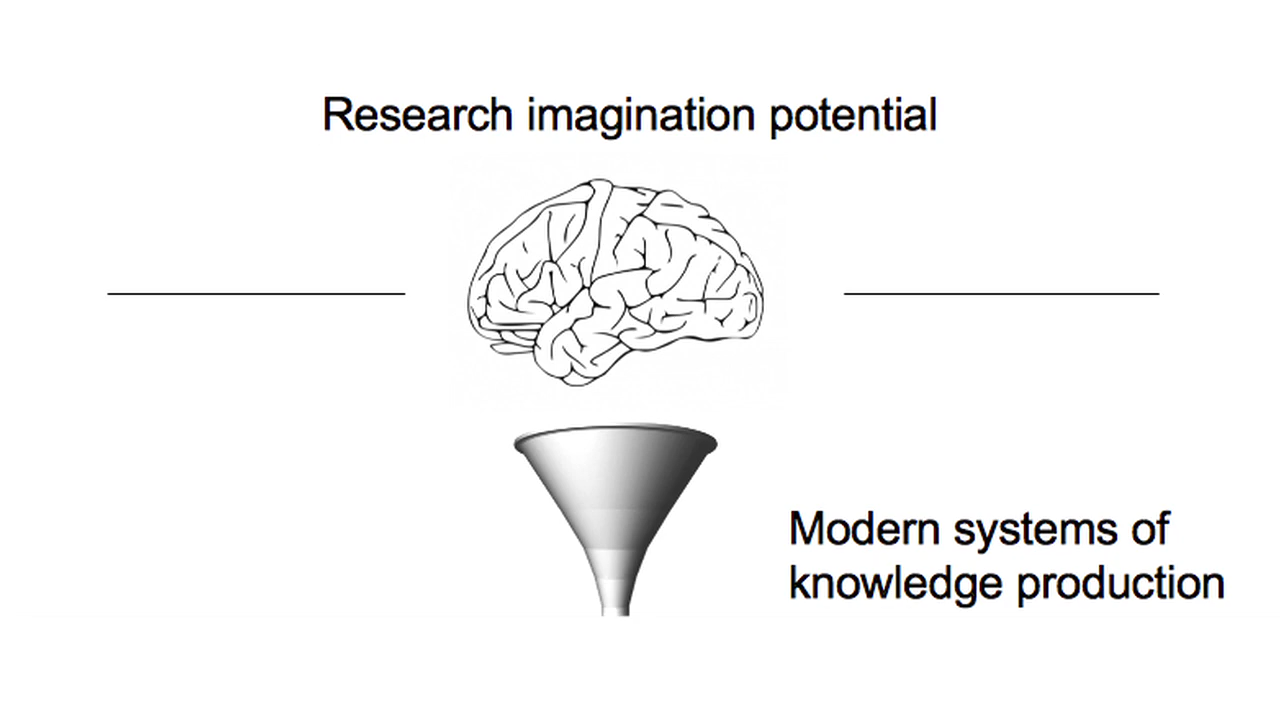 Research imagination potential
Modern systems of
knowledge production